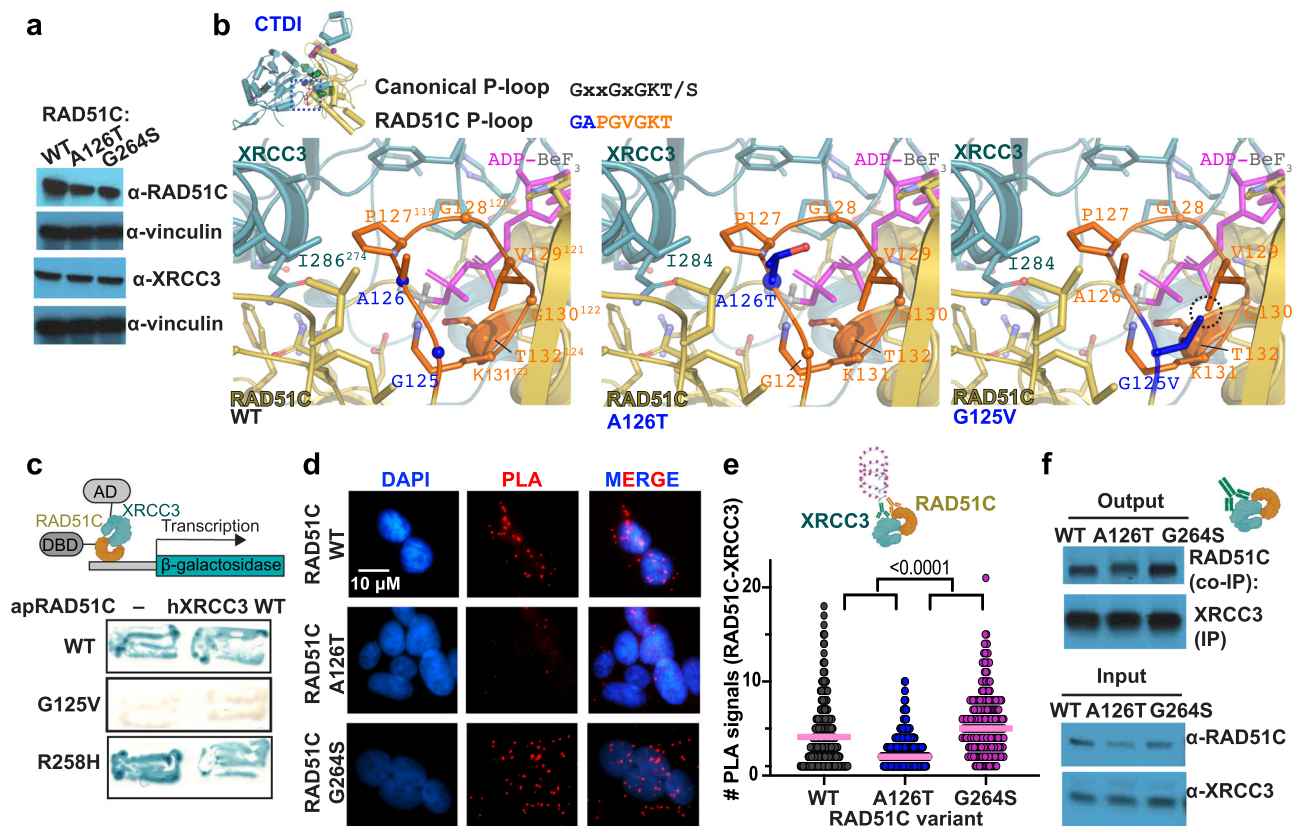 a
RAD51C:
WT
A126T
G264S
α-RAD51C
α-vinculin
α-XRCC3
α-vinculin
b
CTDI
Canonical P-loop GxxGxGKT/S
RAD51C P-loop GAPGVGKT
XRCC3
ADP-BeF3
P127119
G128120
V129121
I286274
A126
G130122
T132124
G125
K131123
RAD51C
WT
XRCC3
ADP-BeF3
P127
G128
V129
I284
A126T
G130
T132
G125
K131
RAD51C
A126T
XRCC3
ADP-BeF3
P127
G128
V129
I284
A126
G130
T132
K131
G125V
RAD51C
G125V
c
AD
XRCC3
RAD51C
Transcription
DBD
β-galactosidase
apRAD51C – hXRCC3 WT
WT
G125V
R258H
d
DAPI PLA MERGE
RAD51C
WT
10 µM
RAD51C
A126T
RAD51C
G264S
e
XRCC3
RAD51C
# PLA signals (RAD51C-XRCC3)
<0.0001
20
10
0
WT A126T G264S
RAD51C variant
f
Output
WT A126T G264S
RAD51C
(co-IP):
XRCC3
(IP)
Input
WT A126T G264S
α-RAD51C
α-XRCC3